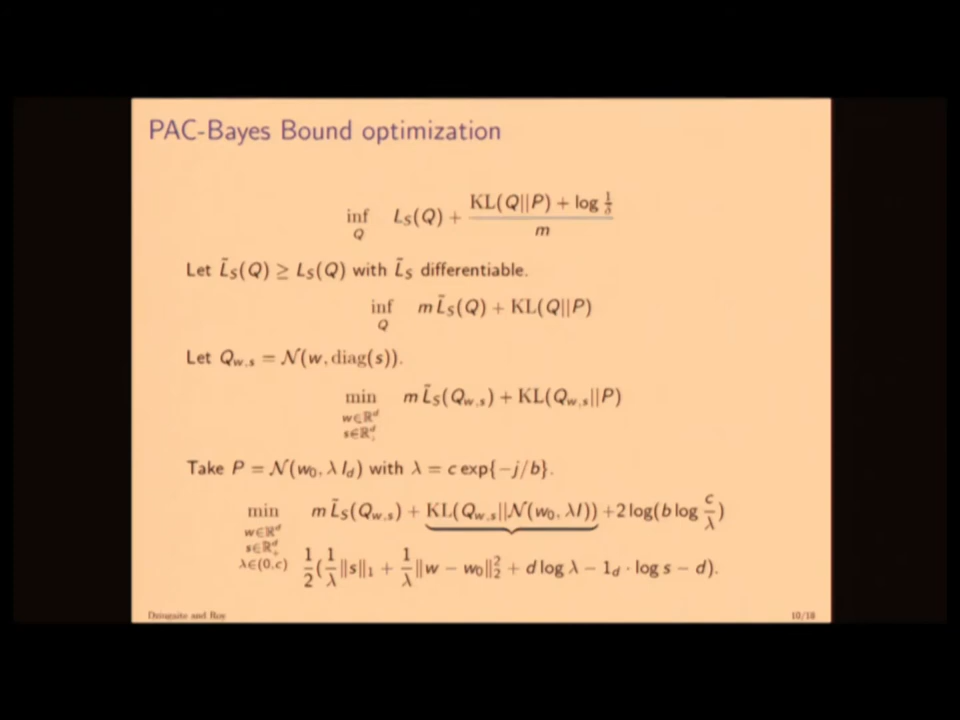 PAC-Bayes Bound optimization
inf_Q L_S(Q) + (KL(Q||P) + log 1/δ) / m
Let L̃_S(Q) ≥ L_S(Q) with L̃_S differentiable.
inf_Q m L̃_S(Q) + KL(Q||P)
Let Q_{w,s} = N(w, diag(s)).
min_{w∈ℝ^d, s∈ℝ^d_+} m L̃_S(Q_{w,s}) + KL(Q_{w,s}||P)
Take P = N(w_0, λI_d) with λ = c exp{−j/b}.
min_{w∈ℝ^d, s∈ℝ^d_+, λ∈(0,c)} m L̃_S(Q_{w,s}) + KL(Q_{w,s}||N(w_0, λI)) + 2 log(b log c/λ)
1/2(1/λ ||s||_1 + 1/λ ||w − w_0||_2^2 + d log λ − 1_d · log s − d).
Dziugaite and Roy 10/18